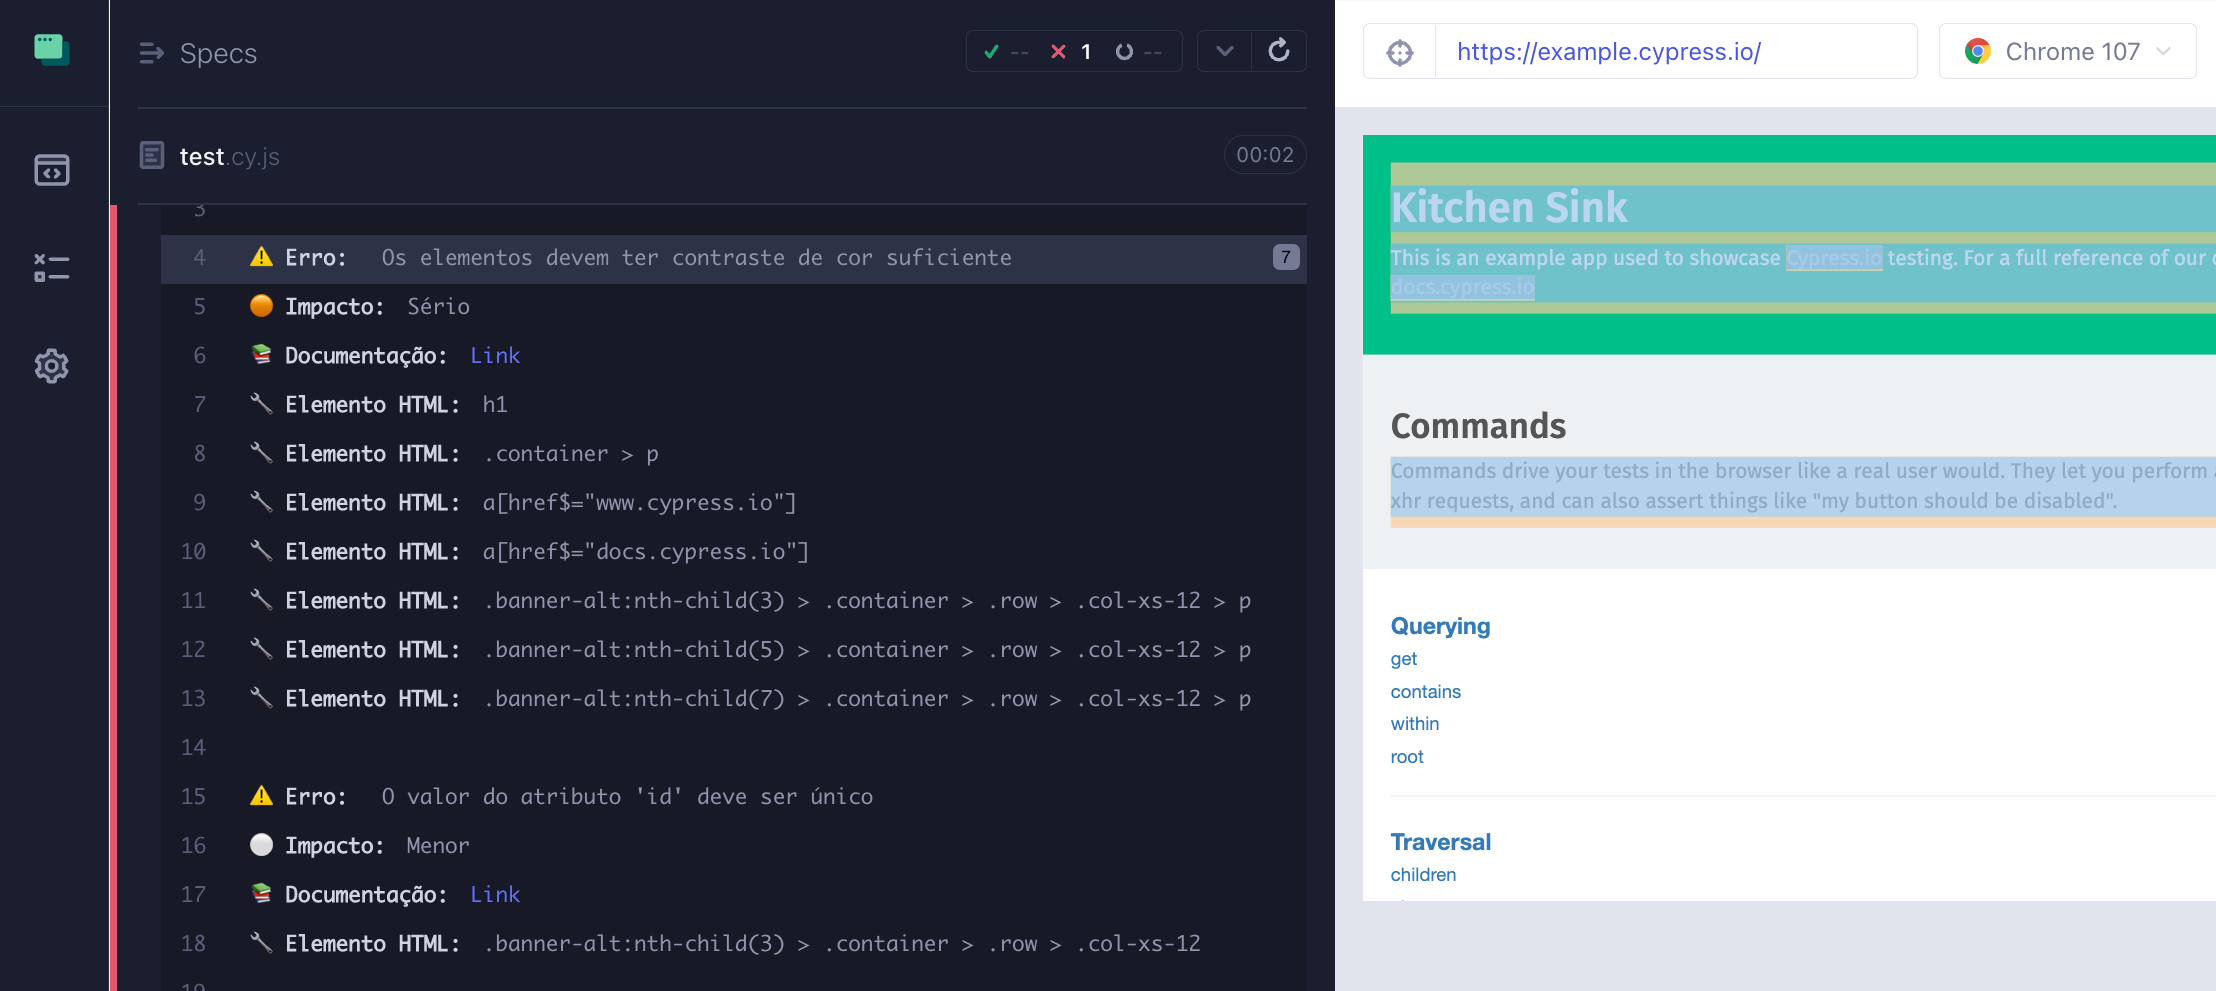 Specs
-- 1 --
test.cy.js
00:02
3
4 Erro: Os elementos devem ter contraste de cor suficiente 7
5 Impacto: Sério
6 Documentação: Link
7 Elemento HTML: h1
8 Elemento HTML: .container > p
9 Elemento HTML: a[href$="www.cypress.io"]
10 Elemento HTML: a[href$="docs.cypress.io"]
11 Elemento HTML: .banner-alt:nth-child(3) > .container > .row > .col-xs-12 > p
12 Elemento HTML: .banner-alt:nth-child(5) > .container > .row > .col-xs-12 > p
13 Elemento HTML: .banner-alt:nth-child(7) > .container > .row > .col-xs-12 > p
14
15 Erro: O valor do atributo 'id' deve ser único
16 Impacto: Menor
17 Documentação: Link
18 Elemento HTML: .banner-alt:nth-child(3) > .container > .row > .col-xs-12
19
https://example.cypress.io/
Chrome 107
Kitchen Sink
This is an example app used to showcase Cypress.io testing. For a full reference of our
docs.cypress.io
Commands
Commands drive your tests in the browser like a real user would. They let you perform
xhr requests, and can also assert things like "my button should be disabled".
Querying
get
contains
within
root
Traversal
children